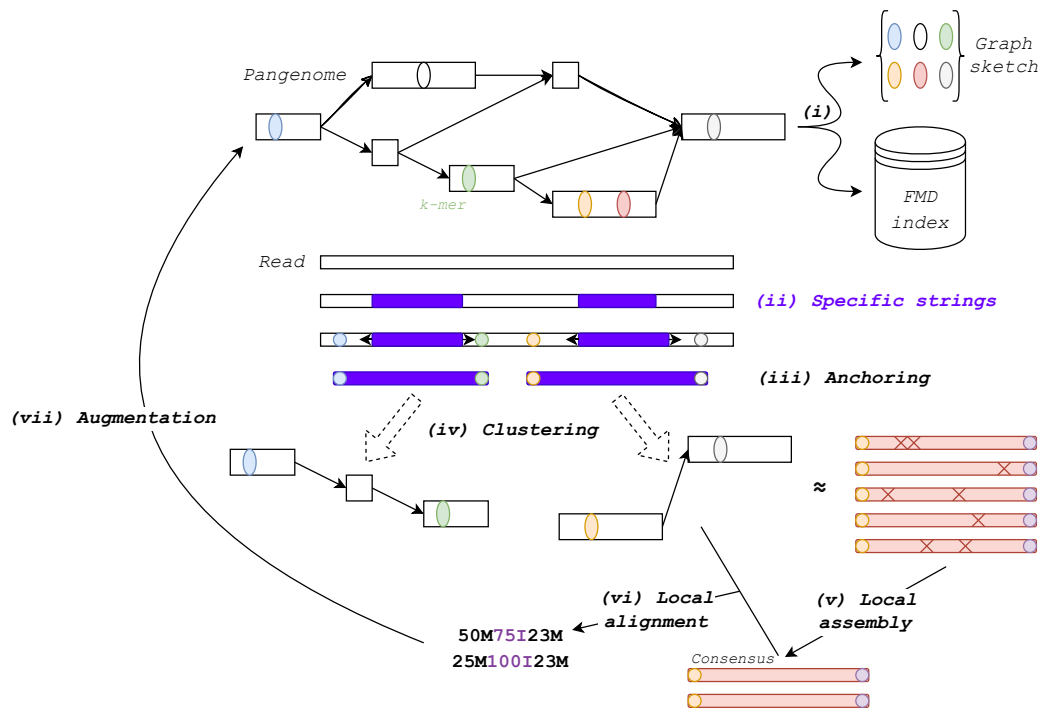 Graph
sketch
Pangenome
(i)
k-mer
FMD
index
Read
(ii) Specific strings
(iii) Anchoring
(vii) Augmentation
(iv) Clustering
≈
(vi) Local
alignment
(v) Local
assembly
50M75I23M
25M100I23M
Consensus